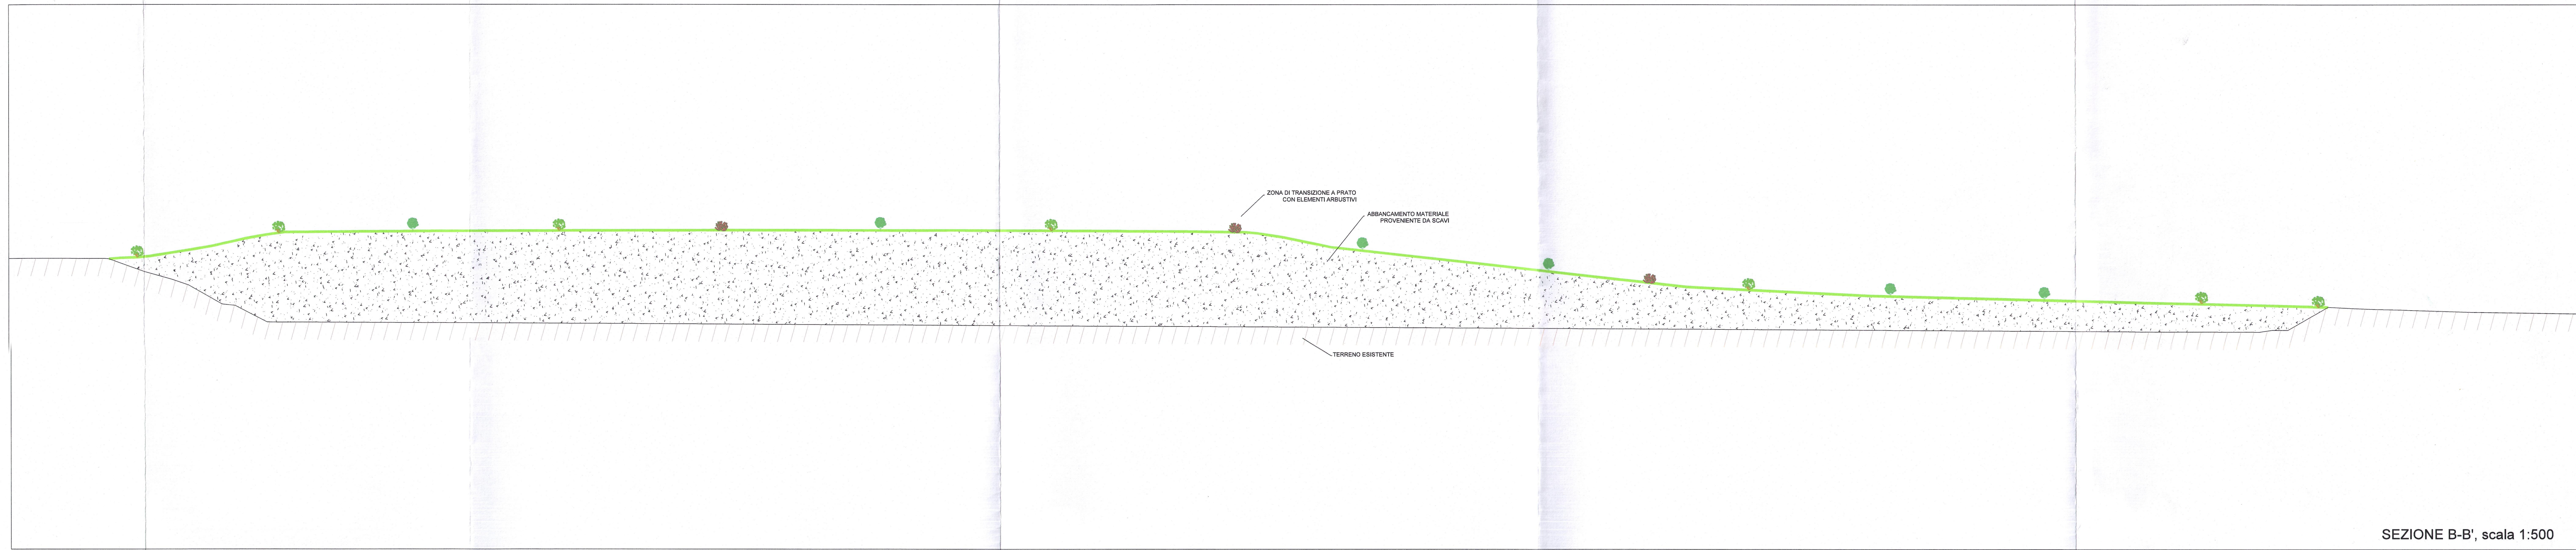 ZONA DI TRANSIZIONE A PRATO
CON ELEMENTI ARBUSTIVI
ABBANCAMENTO MATERIALE
PROVENIENTE DA SCAVI
TERRENO ESISTENTE
SEZIONE B-B', scala 1:500